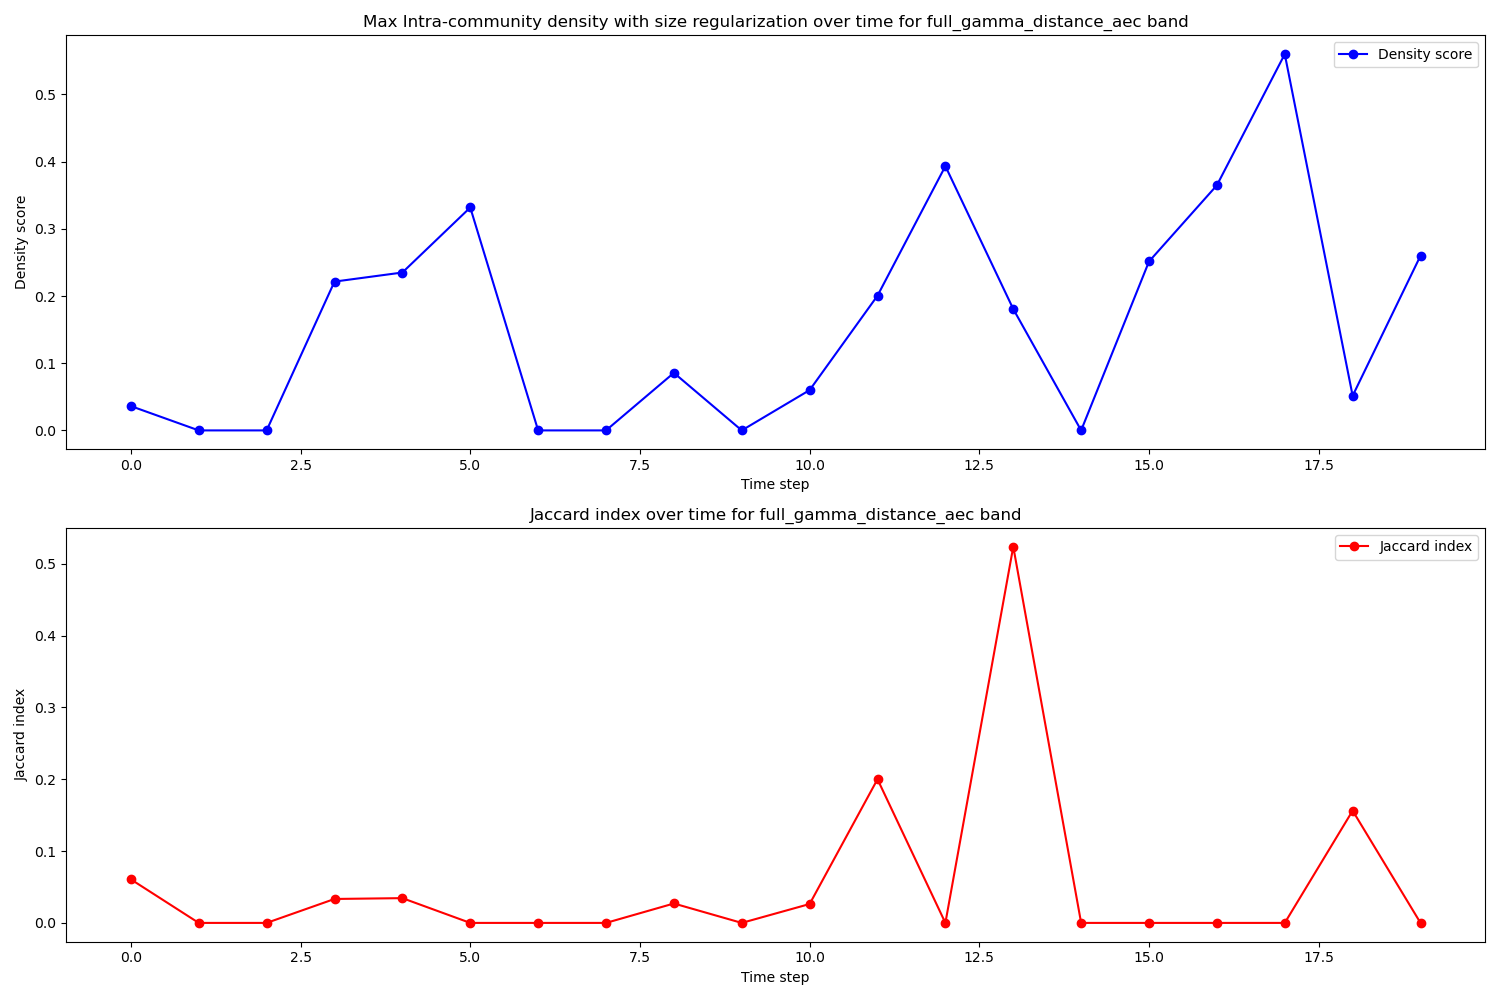 Max Intra-community density with size regularization over time for full_gamma_distance_aec band
Density score
0.5
0.4
0.3
0.2
0.1
0.0
Density score
0.0 2.5 5.0 7.5 10.0 12.5 15.0 17.5
Time step
Jaccard index over time for full_gamma_distance_aec band
Jaccard index
0.5
0.4
0.3
0.2
0.1
0.0
Jaccard index
0.0 2.5 5.0 7.5 10.0 12.5 15.0 17.5
Time step